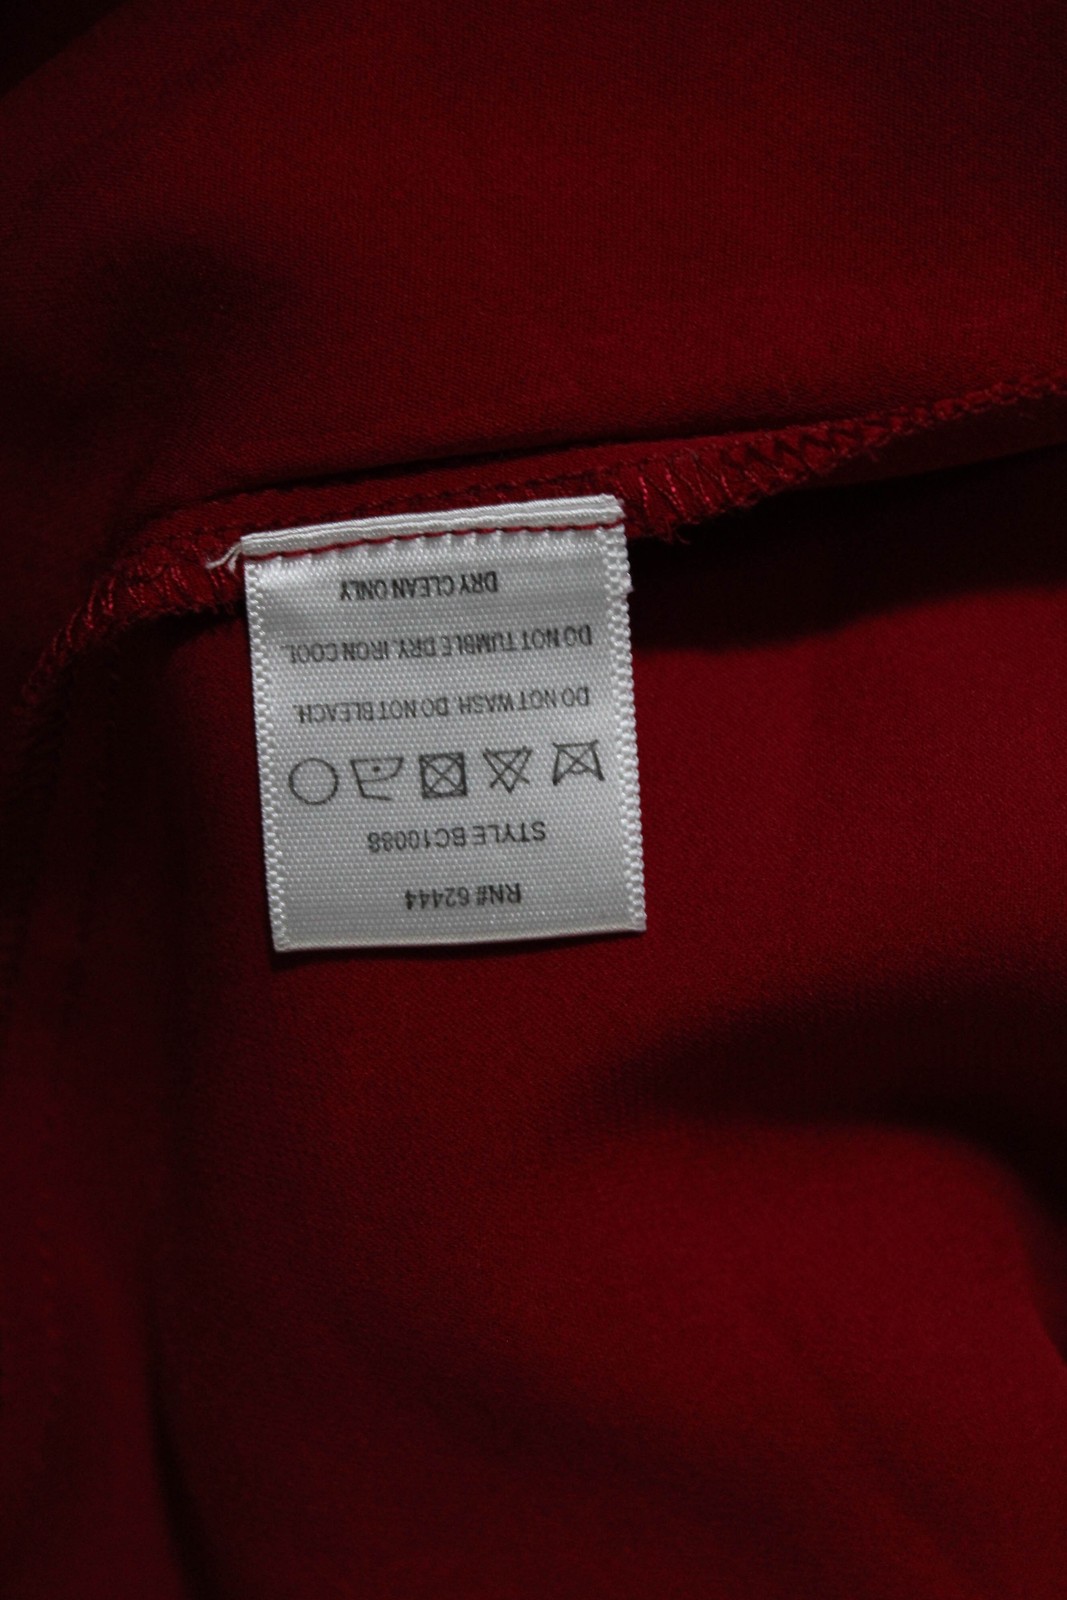 RN# 62444
STYLE BC10088
DO NOT WASH. DO NOT BLEACH.
DO NOT TUMBLE DRY. IRON COOL.
DRY CLEAN ONLY